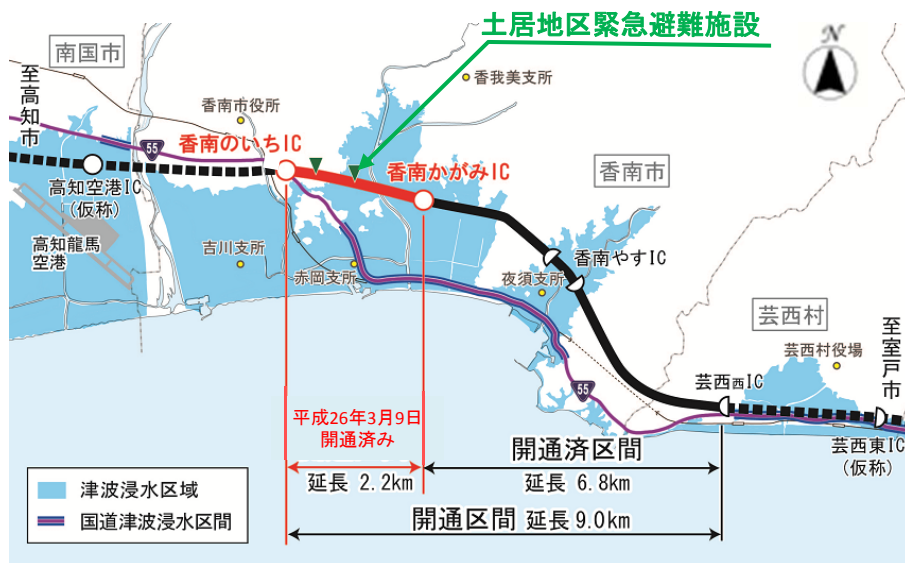 土居地区緊急避難施設
N
南国市
至高知市
香我美支所
香南市役所
55
香南のいちIC
香南かがみIC
香南市
高知空港IC
(仮称)
高知龍馬
空港
吉川支所
赤岡支所
香南やすIC
夜須支所
芸西村
芸西村役場
至室戸市
芸西西IC
55
芸西東IC
(仮称)
平成26年3月9日
開通済み
開通済区間
延長 2.2km
延長 6.8km
開通区間 延長9.0km
津波浸水区域
国道津波浸水区間